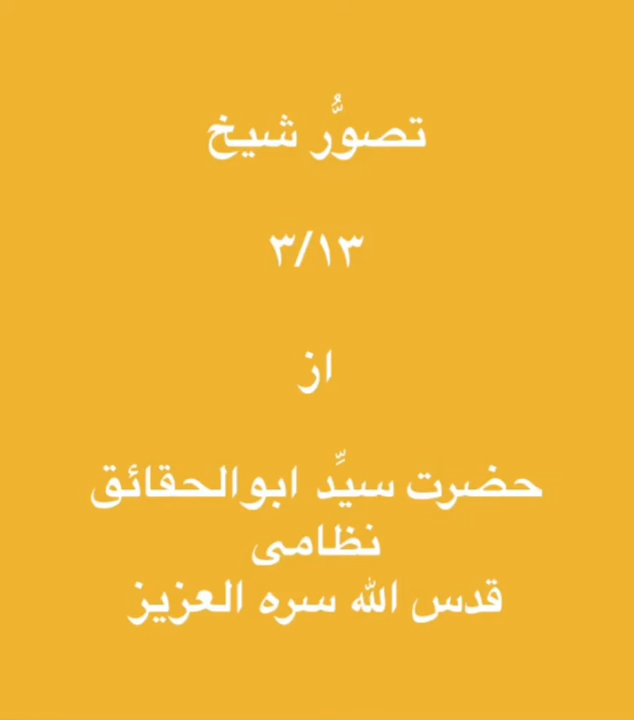 تصوُّر شیخ
۳/۱۳
از
حضرت سیِّد ابوالحقائق
نظامی
قدس الله سره العزیز